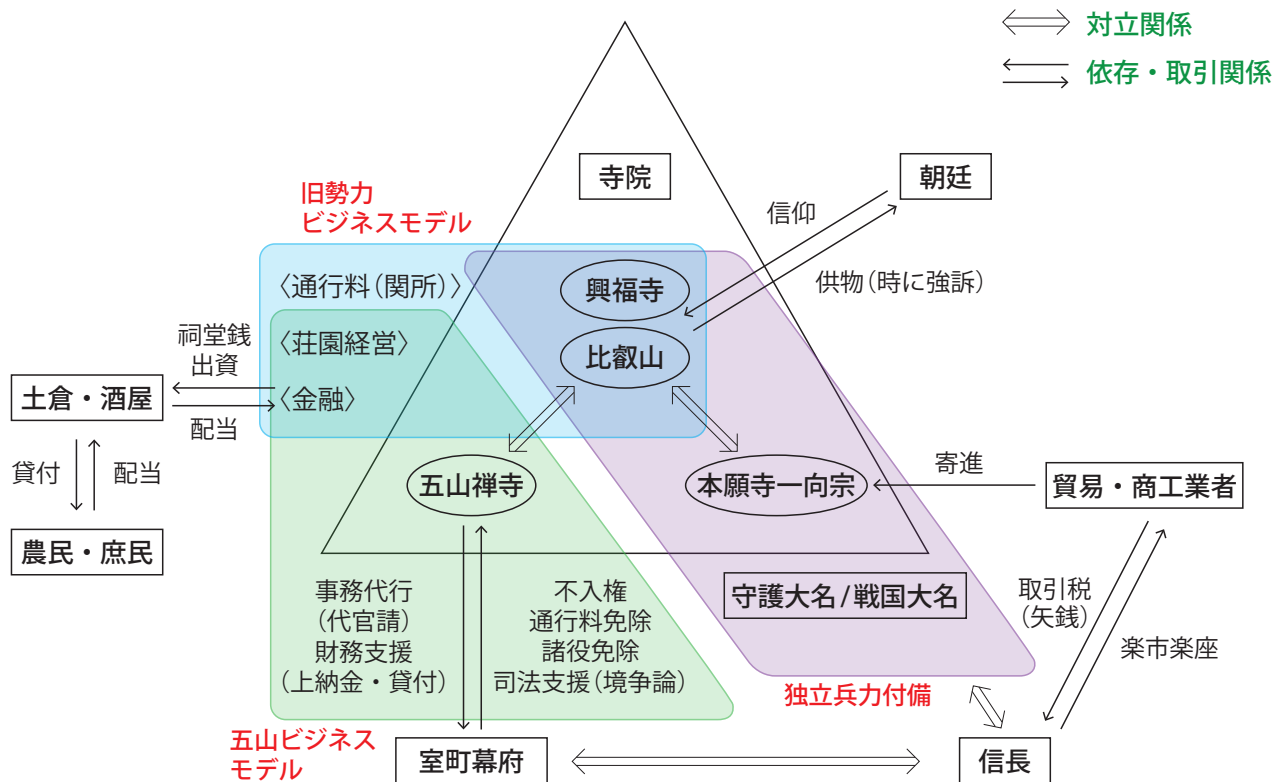 対立関係
依存・取引関係
寺院
朝廷
旧勢力
ビジネスモデル
信仰
供物(時に強訴)
〈通行料(関所)〉
興福寺
〈荘園経営〉
比叡山
祠堂銭
出資
〈金融〉
土倉・酒屋
配当
貸付
配当
五山禅寺
本願寺一向宗
寄進
貿易・商工業者
農民・庶民
事務代行
(代官請)
財務支援
(上納金・貸付)
不入権
通行料免除
諸役免除
司法支援(境争論)
守護大名/戦国大名
取引税
(矢銭)
楽市楽座
独立兵力付備
五山ビジネス
モデル
室町幕府
信長